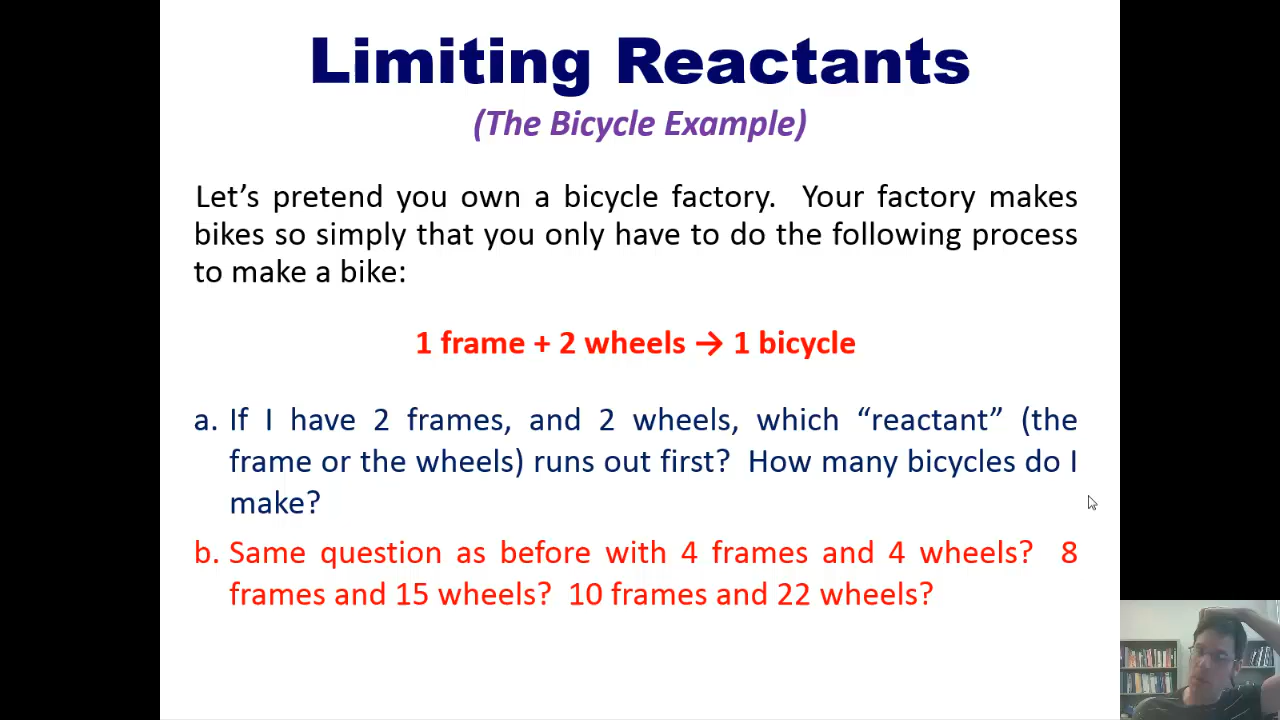 Limiting Reactants
(The Bicycle Example)
Let’s pretend you own a bicycle factory. Your factory makes
bikes so simply that you only have to do the following process
to make a bike:
1 frame + 2 wheels → 1 bicycle
a. If I have 2 frames, and 2 wheels, which “reactant” (the
frame or the wheels) runs out first? How many bicycles do I
make?
b. Same question as before with 4 frames and 4 wheels? 8
frames and 15 wheels? 10 frames and 22 wheels?